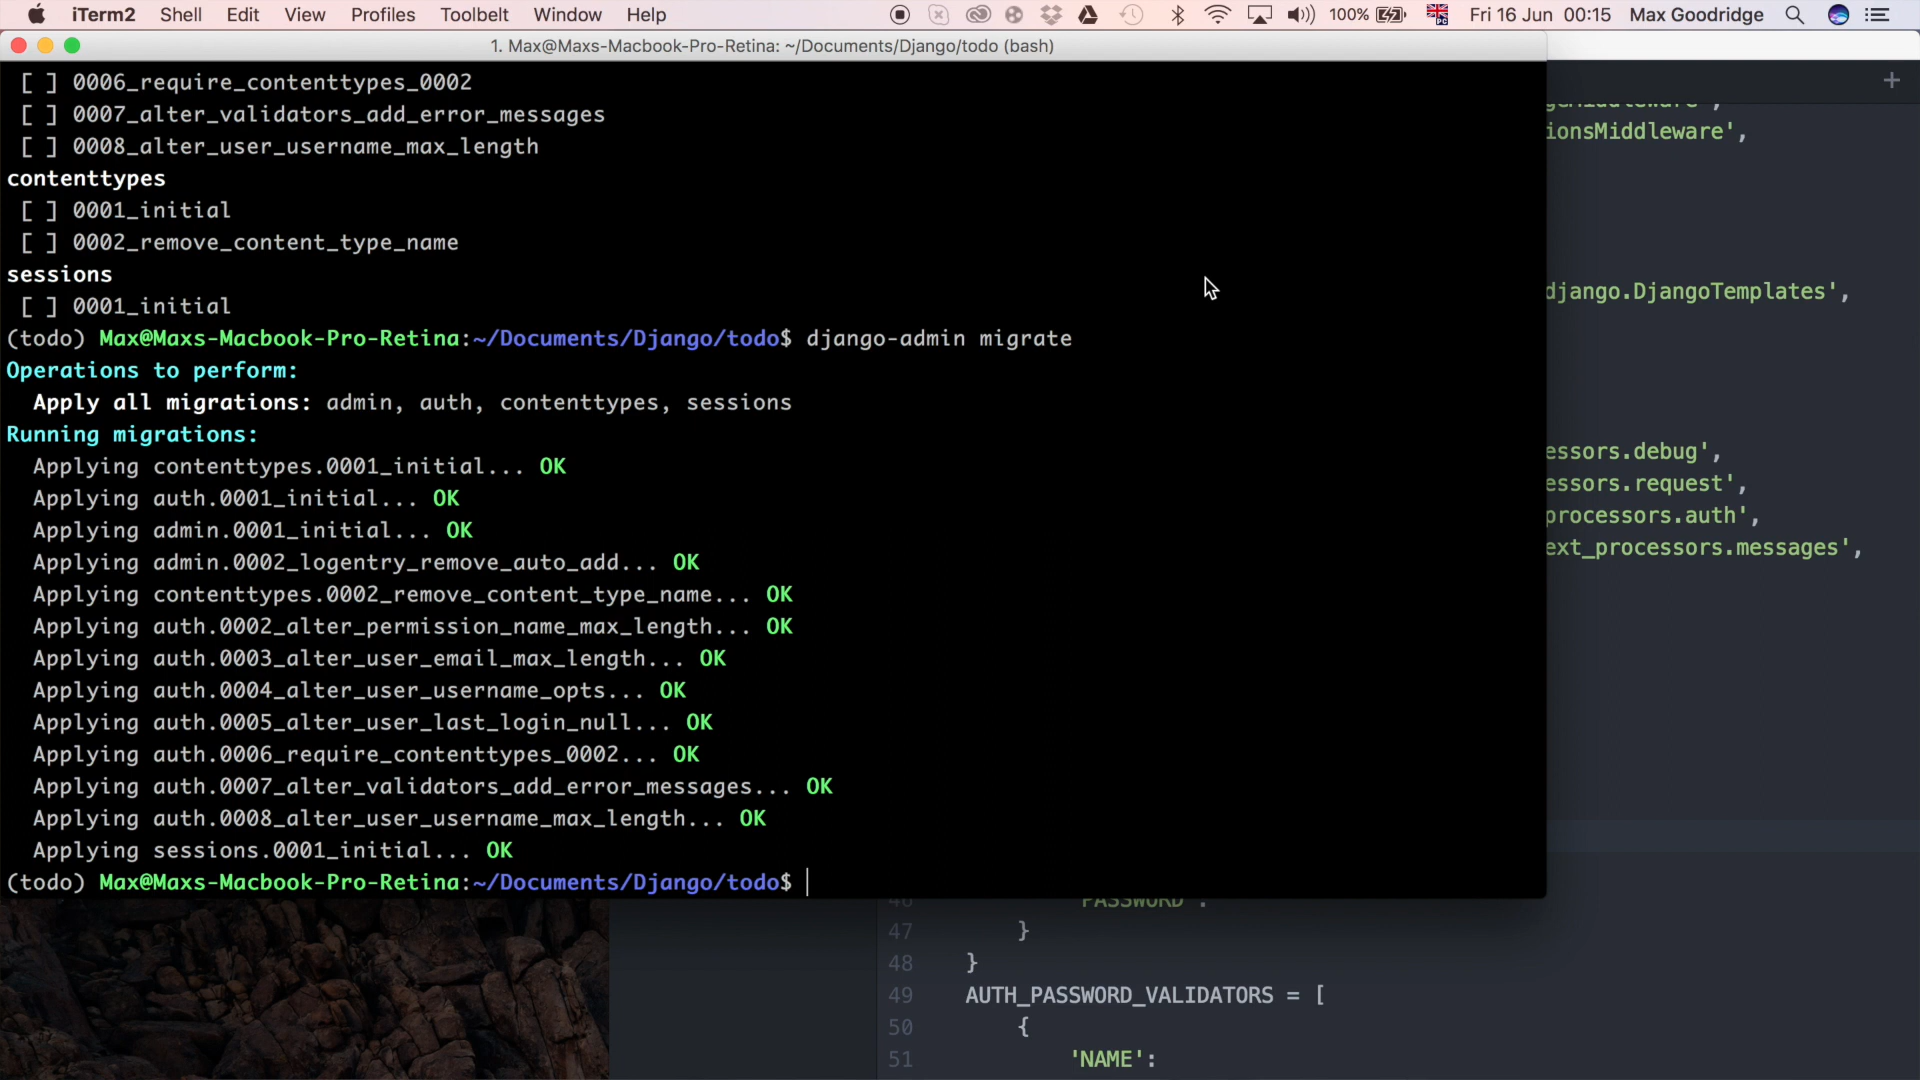 iTerm2 Shell Edit View Profiles Toolbelt Window Help 100% Fri 16 Jun 00:15 Max Goodridge
1. Max@Maxs-Macbook-Pro-Retina: ~/Documents/Django/todo (bash)
[ ] 0006_require_contenttypes_0002
[ ] 0007_alter_validators_add_error_messages
[ ] 0008_alter_user_username_max_length
contenttypes
[ ] 0001_initial
[ ] 0002_remove_content_type_name
sessions
[ ] 0001_initial
(todo) Max@Maxs-Macbook-Pro-Retina:~/Documents/Django/todo$ django-admin migrate
Operations to perform:
Apply all migrations: admin, auth, contenttypes, sessions
Running migrations:
Applying contenttypes.0001_initial... OK
Applying auth.0001_initial... OK
Applying admin.0001_initial... OK
Applying admin.0002_logentry_remove_auto_add... OK
Applying contenttypes.0002_remove_content_type_name... OK
Applying auth.0002_alter_permission_name_max_length... OK
Applying auth.0003_alter_user_email_max_length... OK
Applying auth.0004_alter_user_username_opts... OK
Applying auth.0005_alter_user_last_login_null... OK
Applying auth.0006_require_contenttypes_0002... OK
Applying auth.0007_alter_validators_add_error_messages... OK
Applying auth.0008_alter_user_username_max_length... OK
Applying sessions.0001_initial... OK
(todo) Max@Maxs-Macbook-Pro-Retina:~/Documents/Django/todo$
ionsMiddleware',
django.DjangoTemplates',
essors.debug',
essors.request',
processors.auth',
ext_processors.messages',
46 'PASSWORD':
47 }
48 }
49 AUTH_PASSWORD_VALIDATORS = [
50 {
51 'NAME':